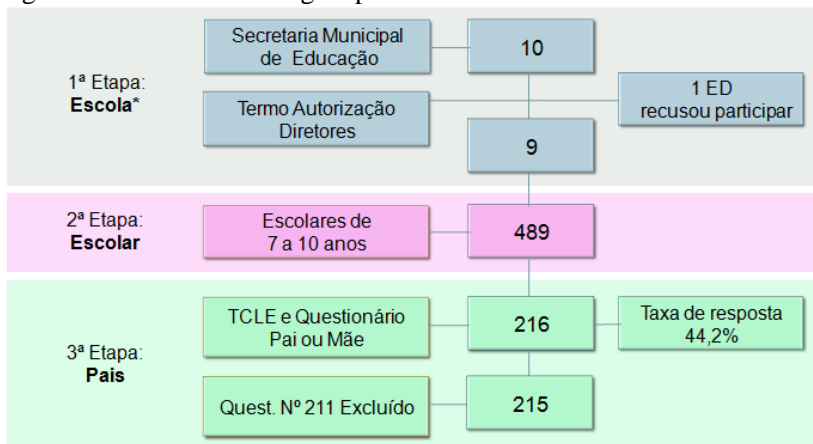 1ª Etapa:
Escola*
Secretaria Municipal
de Educação
10
Termo Autorização
Diretores
1 ED
recusou participar
9
2ª Etapa:
Escolar
Escolares de
7 a 10 anos
489
3ª Etapa:
Pais
TCLE e Questionário
Pai ou Mãe
216
Taxa de resposta
44,2%
Quest. Nº 211 Excluído
215